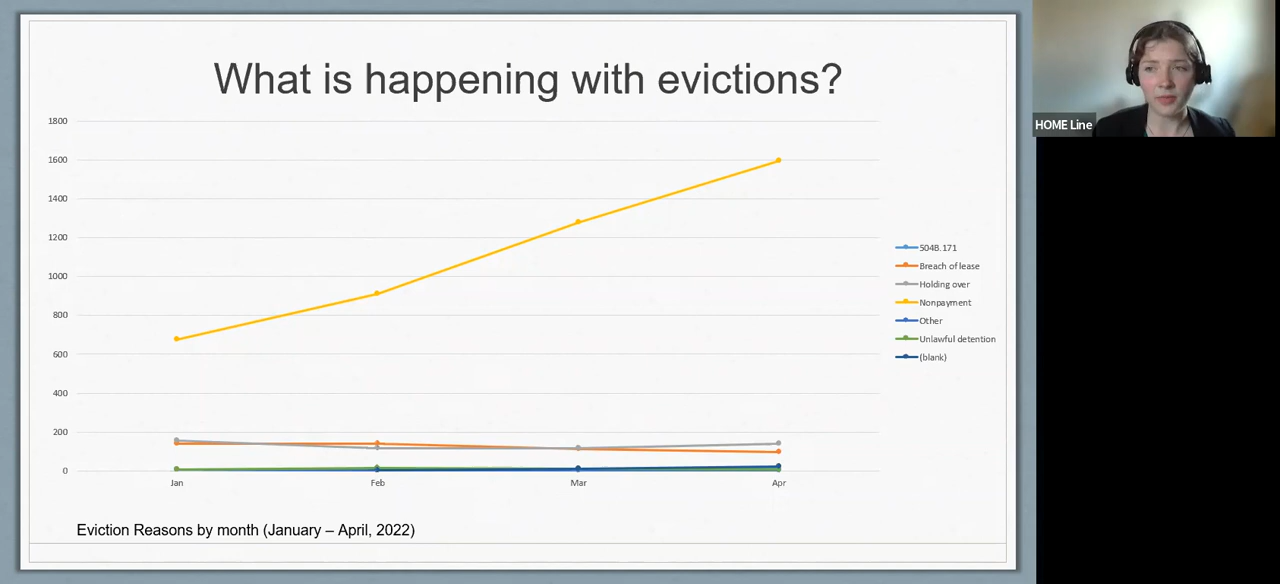 What is happening with evictions?
1800
1600
1400
1200
1000
800
600
400
200
0
Jan
Feb
Mar
Apr
504B.171
Breach of lease
Holding over
Nonpayment
Other
Unlawful detention
(blank)
Eviction Reasons by month (January – April, 2022)
HOME Line